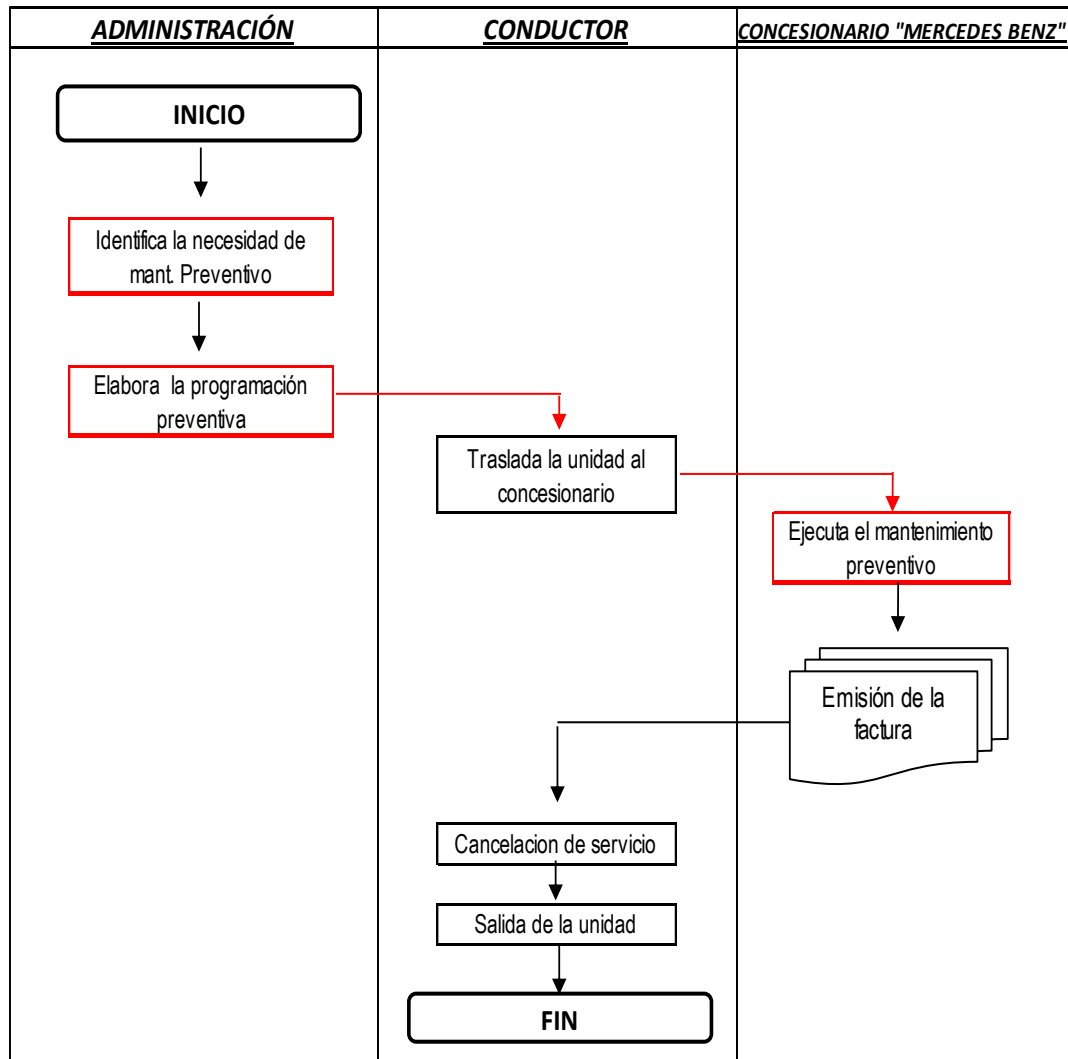 ADMINISTRACIÓN
CONDUCTOR
CONCESIONARIO "MERCEDES BENZ"
INICIO
Identifica la necesidad de
mant. Preventivo
Elabora la programación
preventiva
Traslada la unidad al
concesionario
Ejecuta el mantenimiento
preventivo
Emisión de la
factura
Cancelacion de servicio
Salida de la unidad
FIN